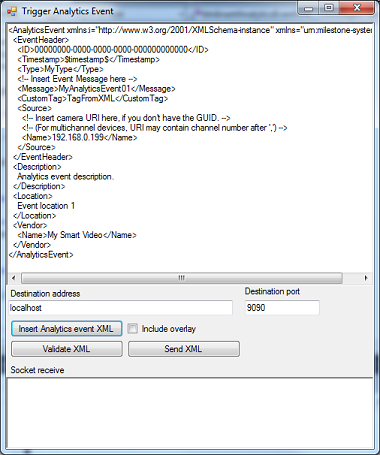 Trigger Analytics Event
<AnalyticsEvent xmlns:i="http://www.w3.org/2001/XMLSchema-instance" xmlns="urn:milestone-system
<EventHeader>
<ID>00000000-0000-0000-0000-000000000000</ID>
<Timestamp>$timestamp$</Timestamp>
<Type>MyType</Type>
<!-- Insert Event Message here -->
<Message>MyAnalyticsEvent01</Message>
<CustomTag>TagFromXML</CustomTag>
<Source>
<!-- Insert camera URI here, if you don't have the GUID. -->
<!-- (For multichannel devices, URI may contain channel number after ',') -->
<Name>192.168.0.199</Name>
</Source>
</EventHeader>
<Description>
Analytics event description.
</Description>
<Location>
Event location 1
</Location>
<Vendor>
<Name>My Smart Video</Name>
</Vendor>
</AnalyticsEvent>
Destination address
Destination port
localhost
9090
Insert Analytics event XML
Include overlay
Validate XML
Send XML
Socket receive